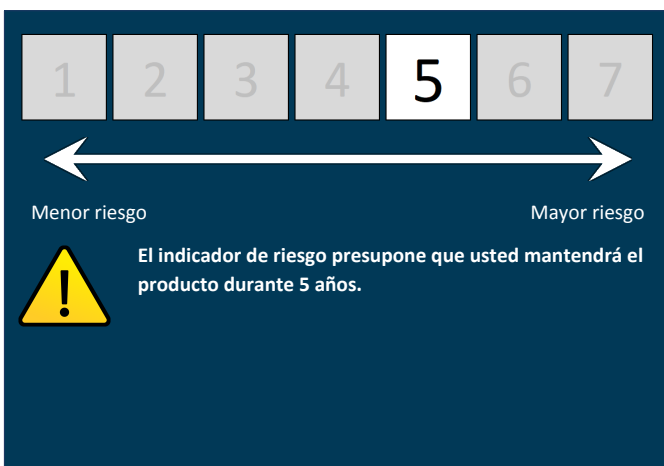 1 2 3 4 5 6 7
Menor riesgo Mayor riesgo
El indicador de riesgo presupone que usted mantendrá el
producto durante 5 años.